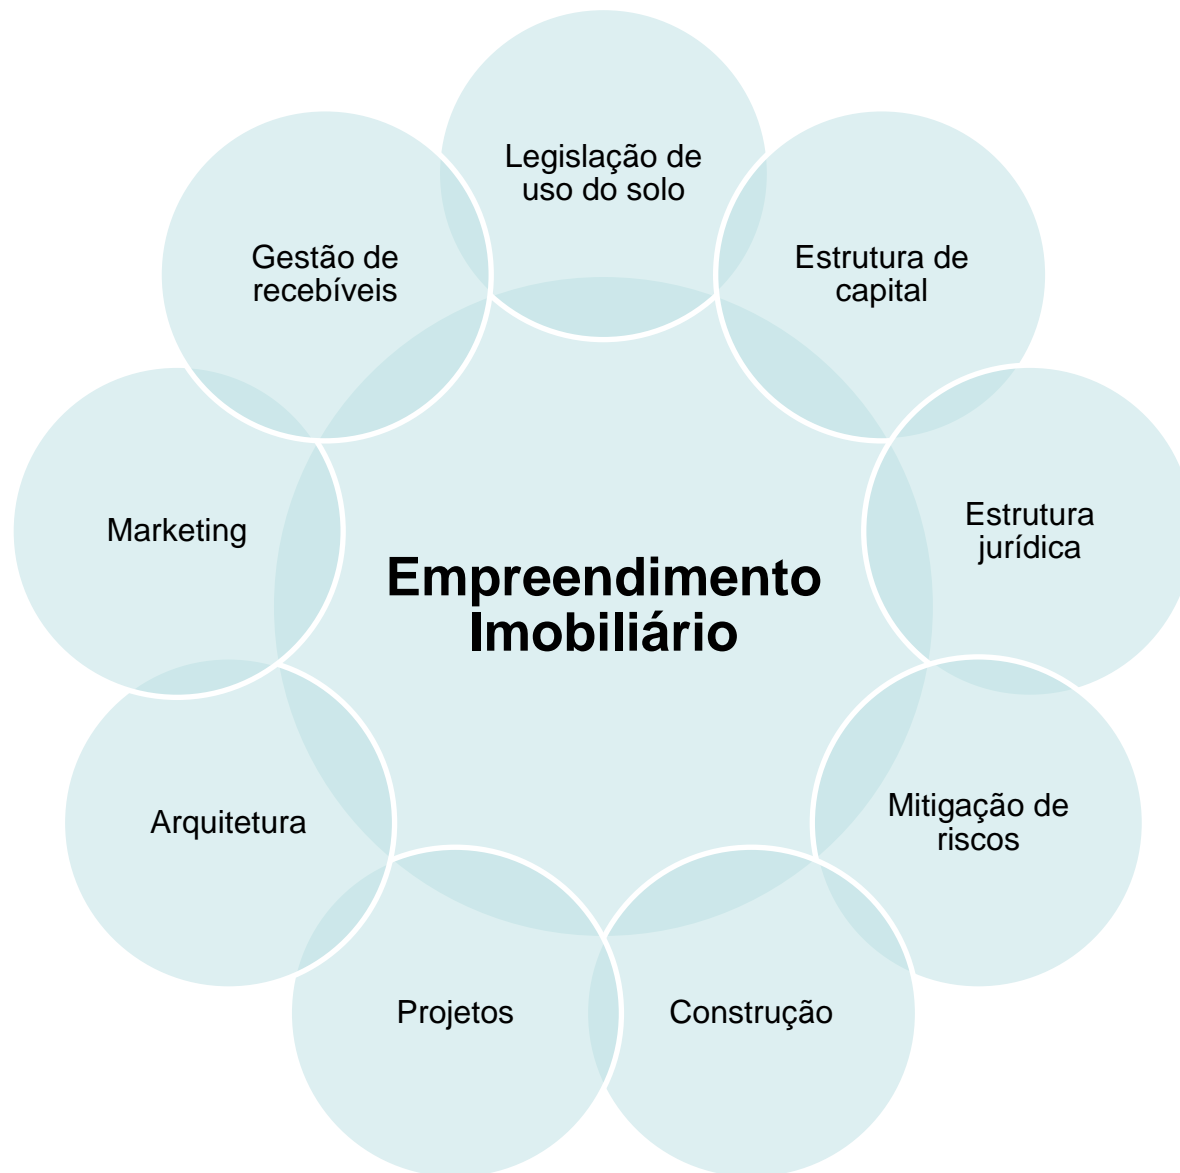 Legislação de
uso do solo
Estrutura de
capital
Estrutura
jurídica
Mitigação de
riscos
Construção
Projetos
Arquitetura
Marketing
Gestão de
recebíveis
Empreendimento
Imobiliário